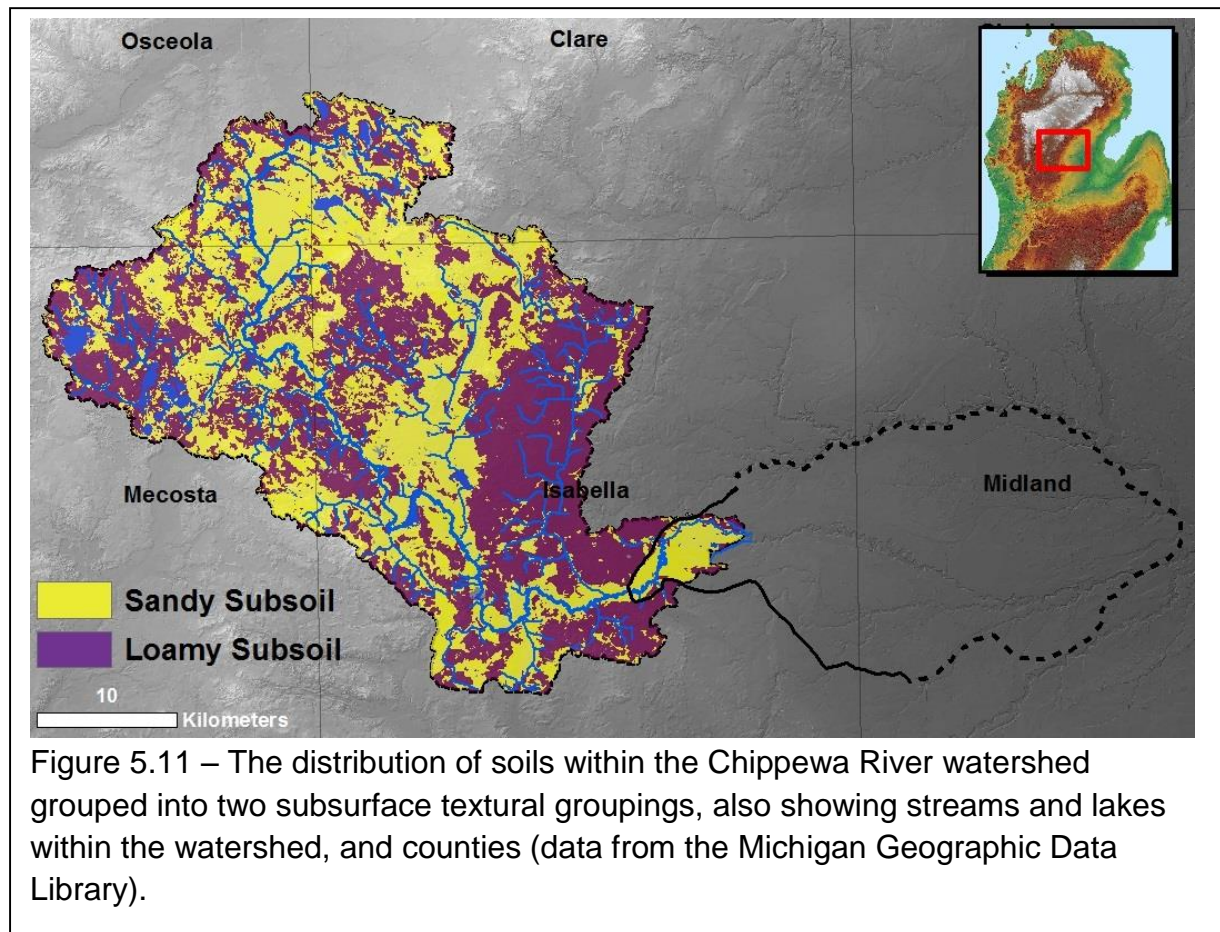 Osceola
Clare
Mecosta
Isabella
Midland
Sandy Subsoil
Loamy Subsoil
10
Kilometers
Figure 5.11 – The distribution of soils within the Chippewa River watershed
grouped into two subsurface textural groupings, also showing streams and lakes
within the watershed, and counties (data from the Michigan Geographic Data
Library).